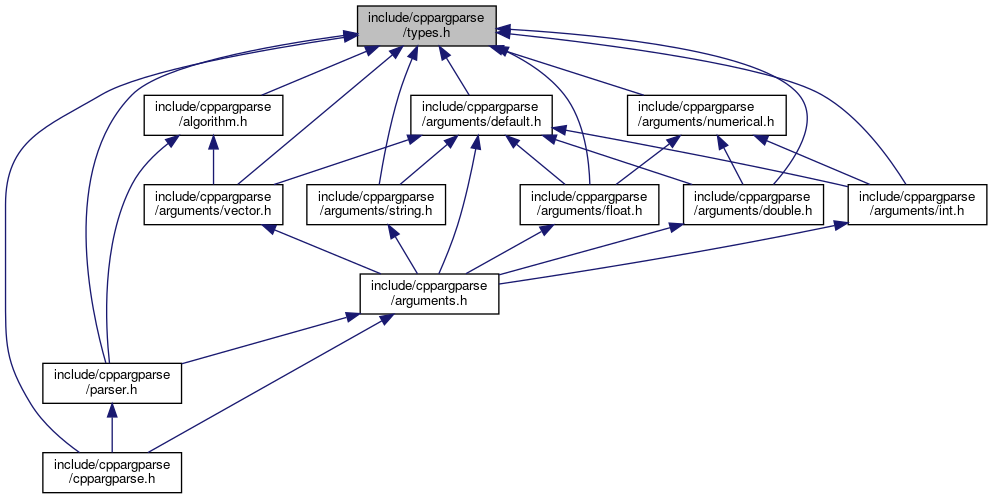 include/cppargparse
/types.h
include/cppargparse
/algorithm.h
include/cppargparse
/arguments/default.h
include/cppargparse
/arguments/numerical.h
include/cppargparse
/arguments/vector.h
include/cppargparse
/arguments/string.h
include/cppargparse
/arguments/float.h
include/cppargparse
/arguments/double.h
include/cppargparse
/arguments/int.h
include/cppargparse
/arguments.h
include/cppargparse
/parser.h
include/cppargparse
/cppargparse.h